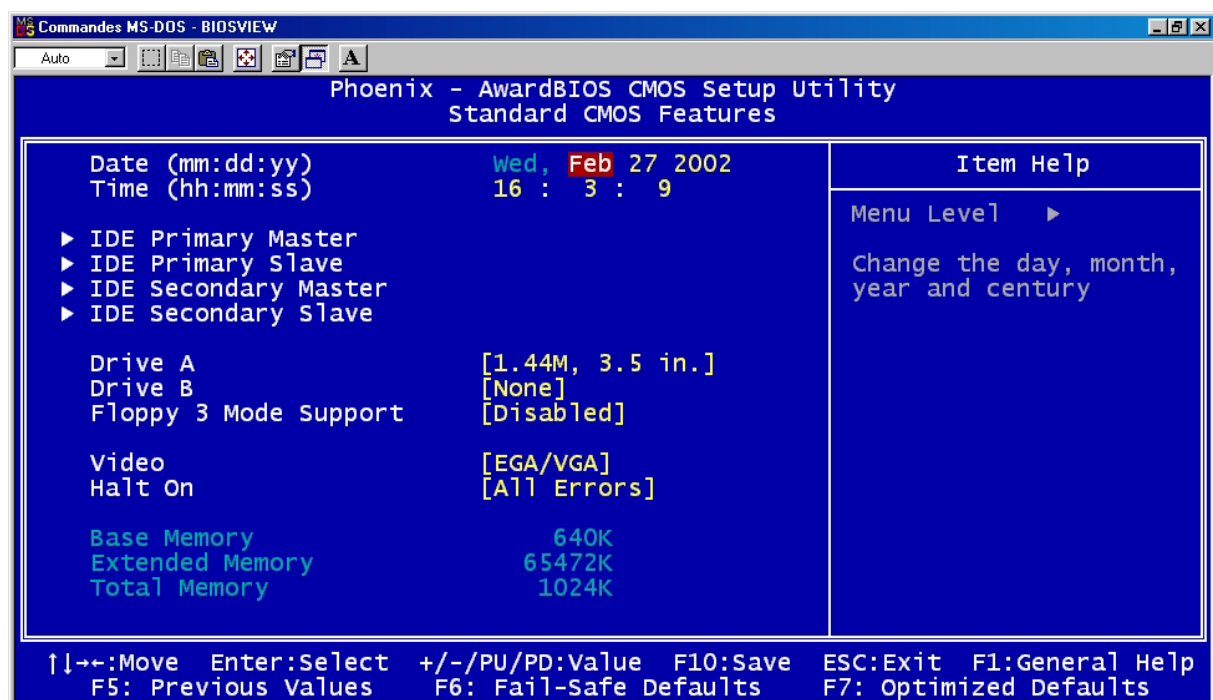 Commandes MS-DOS - BIOSVIEW
Auto
A
Phoenix - AwardBIOS CMOS Setup Utility
Standard CMOS Features
Date (mm:dd:yy) Wed, Feb 27 2002
Time (hh:mm:ss) 16 : 3 : 9
▶ IDE Primary Master
▶ IDE Primary Slave
▶ IDE Secondary Master
▶ IDE Secondary Slave
Drive A [1.44M, 3.5 in.]
Drive B [None]
Floppy 3 Mode Support [Disabled]
Video [EGA/VGA]
Halt On [All Errors]
Base Memory 640K
Extended Memory 65472K
Total Memory 1024K
Item Help
Menu Level ▶
Change the day, month,
year and century
↑↓→←:Move Enter:Select +/-/PU/PD:Value F10:Save ESC:Exit F1:General Help
F5: Previous Values F6: Fail-Safe Defaults F7: Optimized Defaults